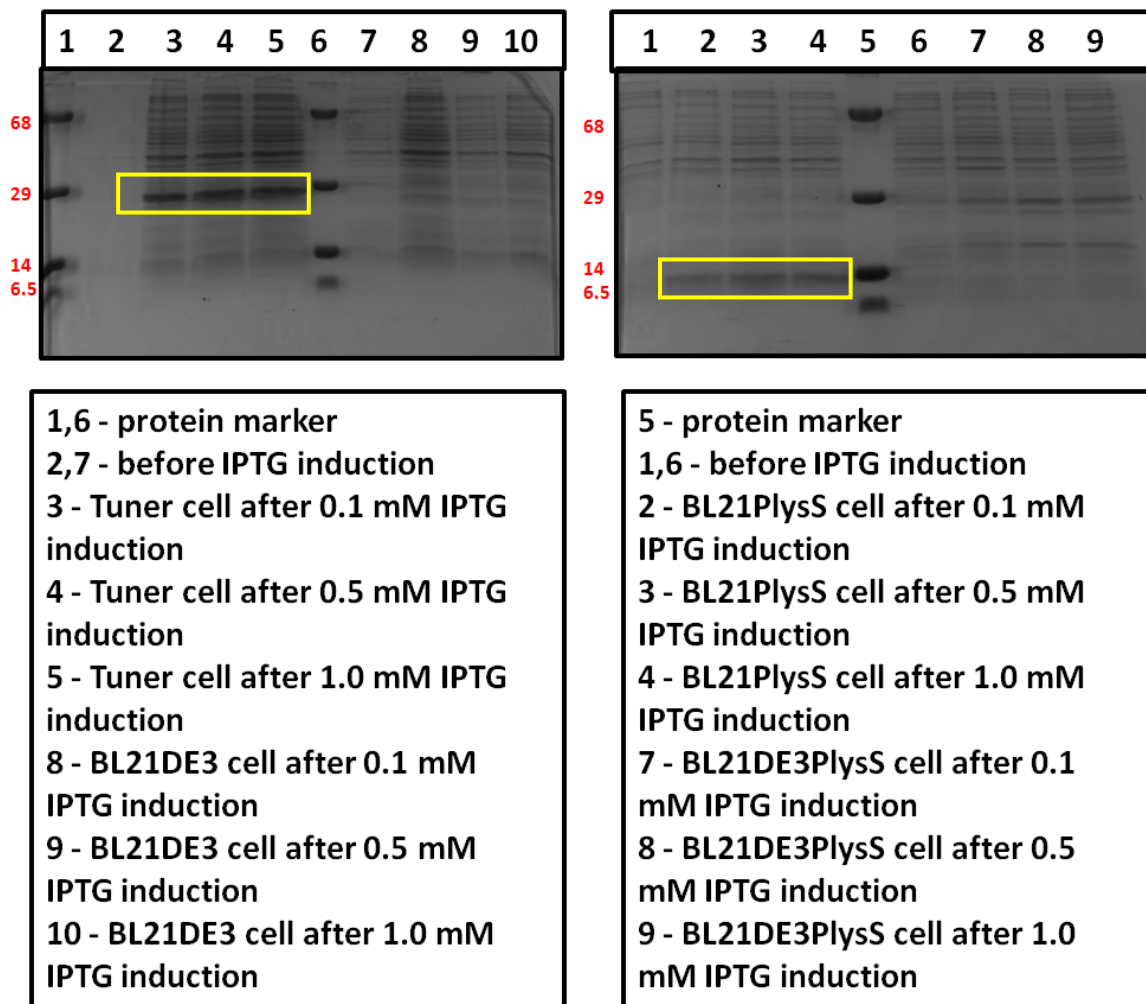 1 2 3 4 5 6 7 8 9 10
68
29
14
6.5
1 2 3 4 5 6 7 8 9
68
29
14
6.5
1,6 - protein marker
2,7 - before IPTG induction
3 - Tuner cell after 0.1 mM IPTG
induction
4 - Tuner cell after 0.5 mM IPTG
induction
5 - Tuner cell after 1.0 mM IPTG
induction
8 - BL21DE3 cell after 0.1 mM
IPTG induction
9 - BL21DE3 cell after 0.5 mM
IPTG induction
10 - BL21DE3 cell after 1.0 mM
IPTG induction
5 - protein marker
1,6 - before IPTG induction
2 - BL21PlysS cell after 0.1 mM
IPTG induction
3 - BL21PlysS cell after 0.5 mM
IPTG induction
4 - BL21PlysS cell after 1.0 mM
IPTG induction
7 - BL21DE3PlysS cell after 0.1
mM IPTG induction
8 - BL21DE3PlysS cell after 0.5
mM IPTG induction
9 - BL21DE3PlysS cell after 1.0
mM IPTG induction